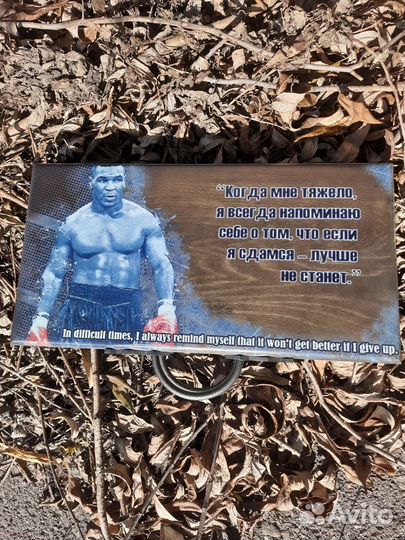 “Когда мне тяжело,
я всегда напоминаю
себе о том, что если
я сдамся – лучше
не станет.”
In difficult times, I always remind myself that it won't get better if I give up.
Avito